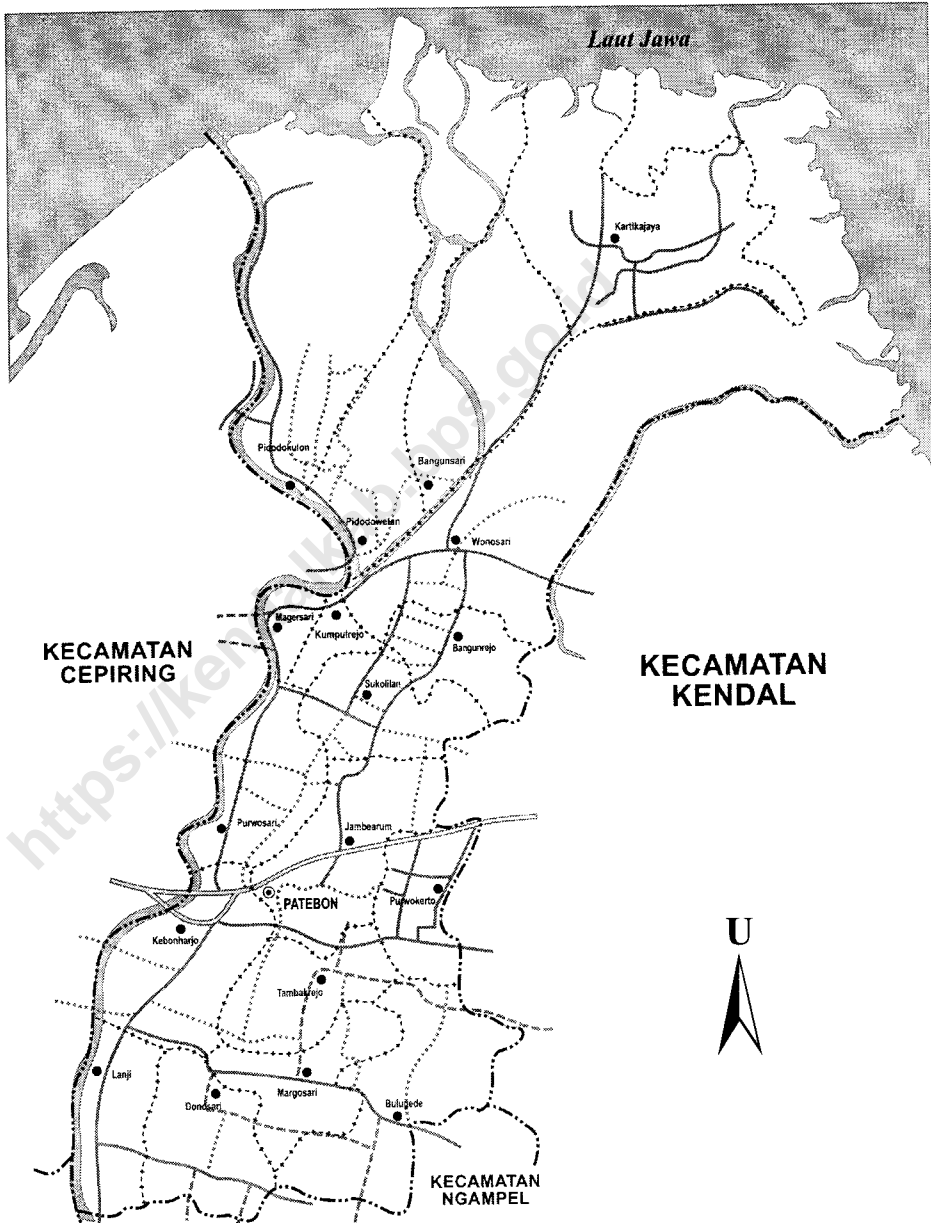 Laut Jawa
Kartikajaya
Pidodokulon
Bangunsari
Pidodowetan
Wonosari
Magersari
Kumpulrejo
Bangunrejo
KECAMATAN
CEPIRING
KECAMATAN
KENDAL
Sukolilan
Purwosari
Jambearum
PATEBON
Purwokerto
Kebonharjo
U
Tambakrejo
Lanji
Donosari
Margosari
Bulugede
KECAMATAN
NGAMPEL
https://kendalkab.bps.go.id